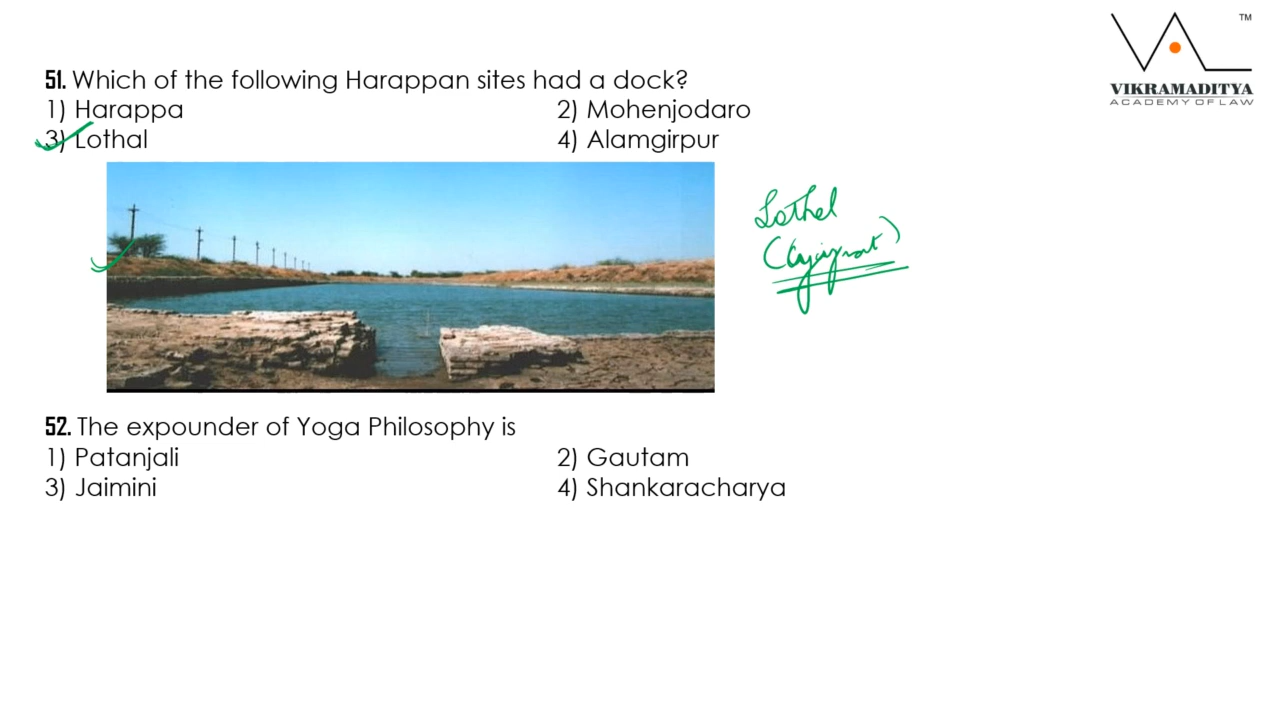 TM
VIKRAMADITYA
ACADEMY OF LAW
51. Which of the following Harappan sites had a dock?
1) Harappa 2) Mohenjodaro
3) Lothal 4) Alamgirpur
Lothal
(Gujarat)
52. The expounder of Yoga Philosophy is
1) Patanjali 2) Gautam
3) Jaimini 4) Shankaracharya